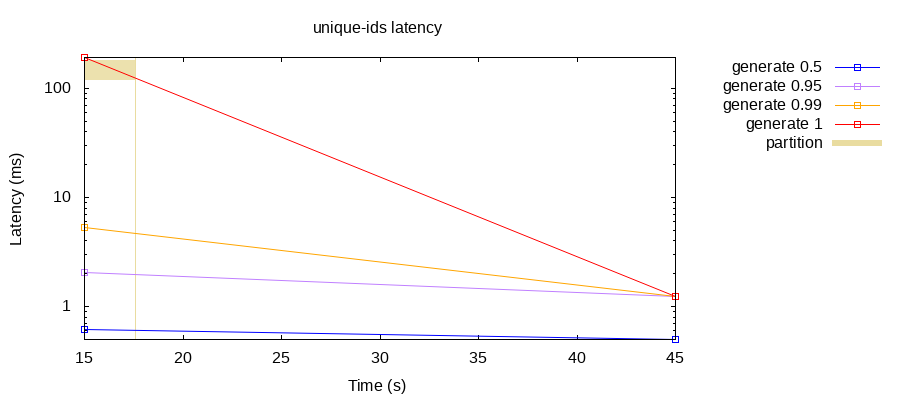 unique-ids latency
generate 0.5
generate 0.95
generate 0.99
generate 1
partition
Latency (ms)
100
10
1
15 20 25 30 35 40 45
Time (s)